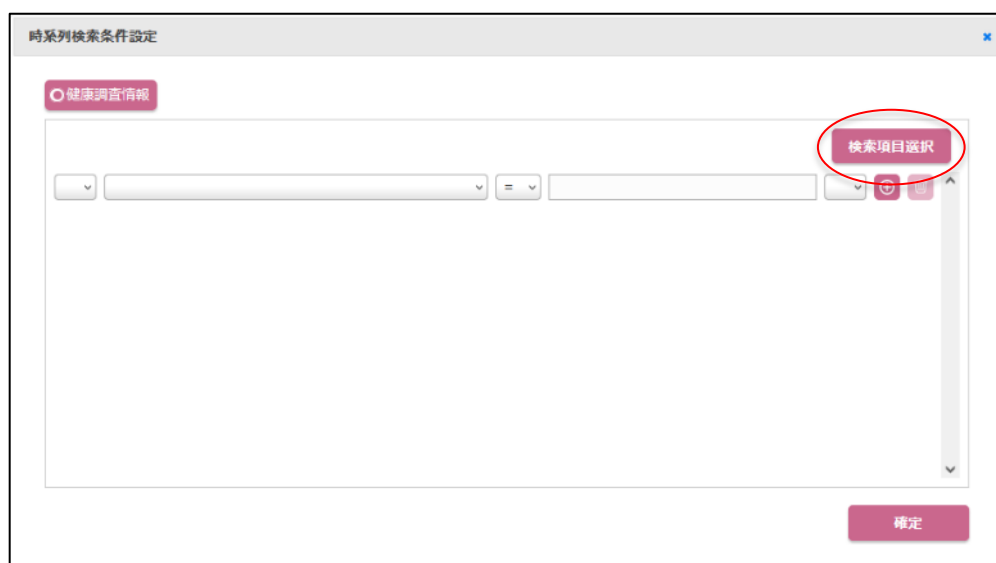 時系列検索条件設定
健康調査情報
検索項目選択
=
確定